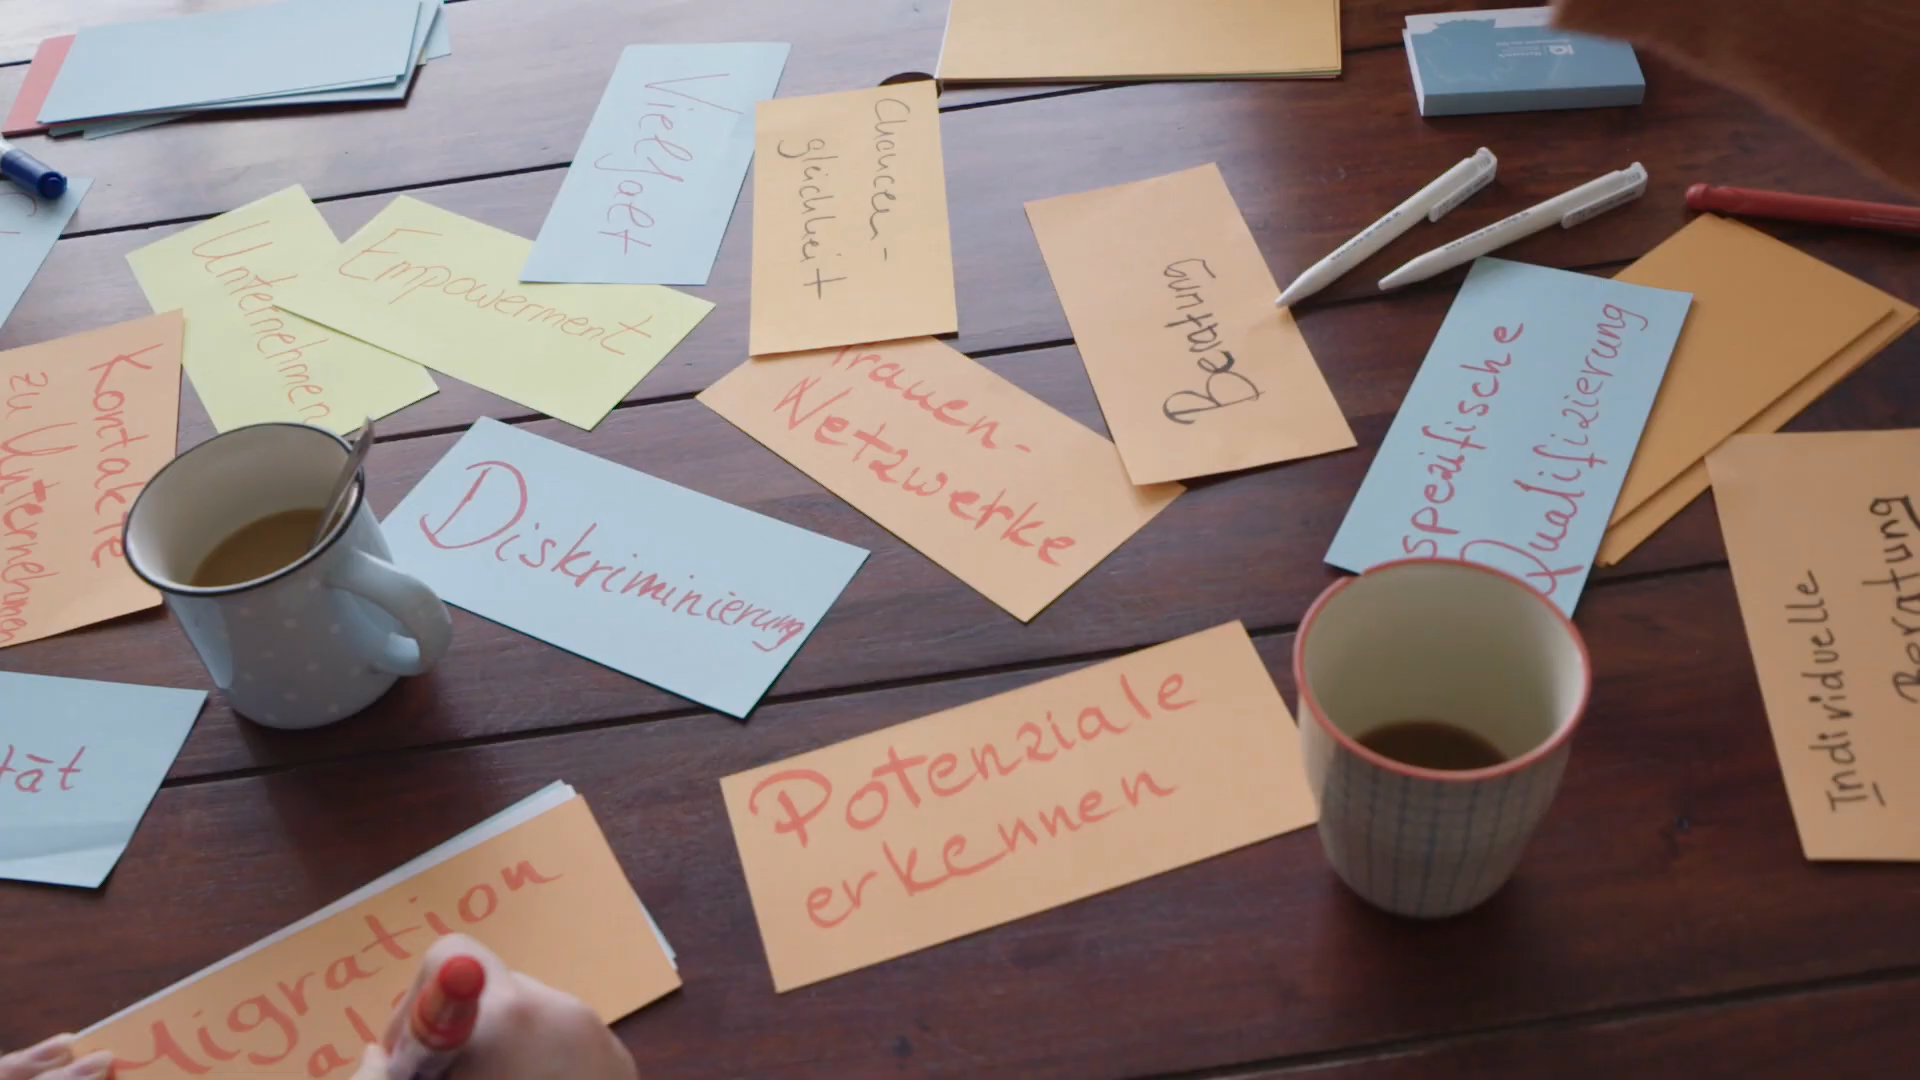 Vielfalt
Chancen-
gleichheit
Unternehmen
Empowerment
Beratung
spezifische
Qualifizierung
Kontakte
zu Unternehmen
Frauen-
Netzwerke
Diskriminierung
Individuelle
Beratung
Potenziale
erkennen
tät
Migration
al